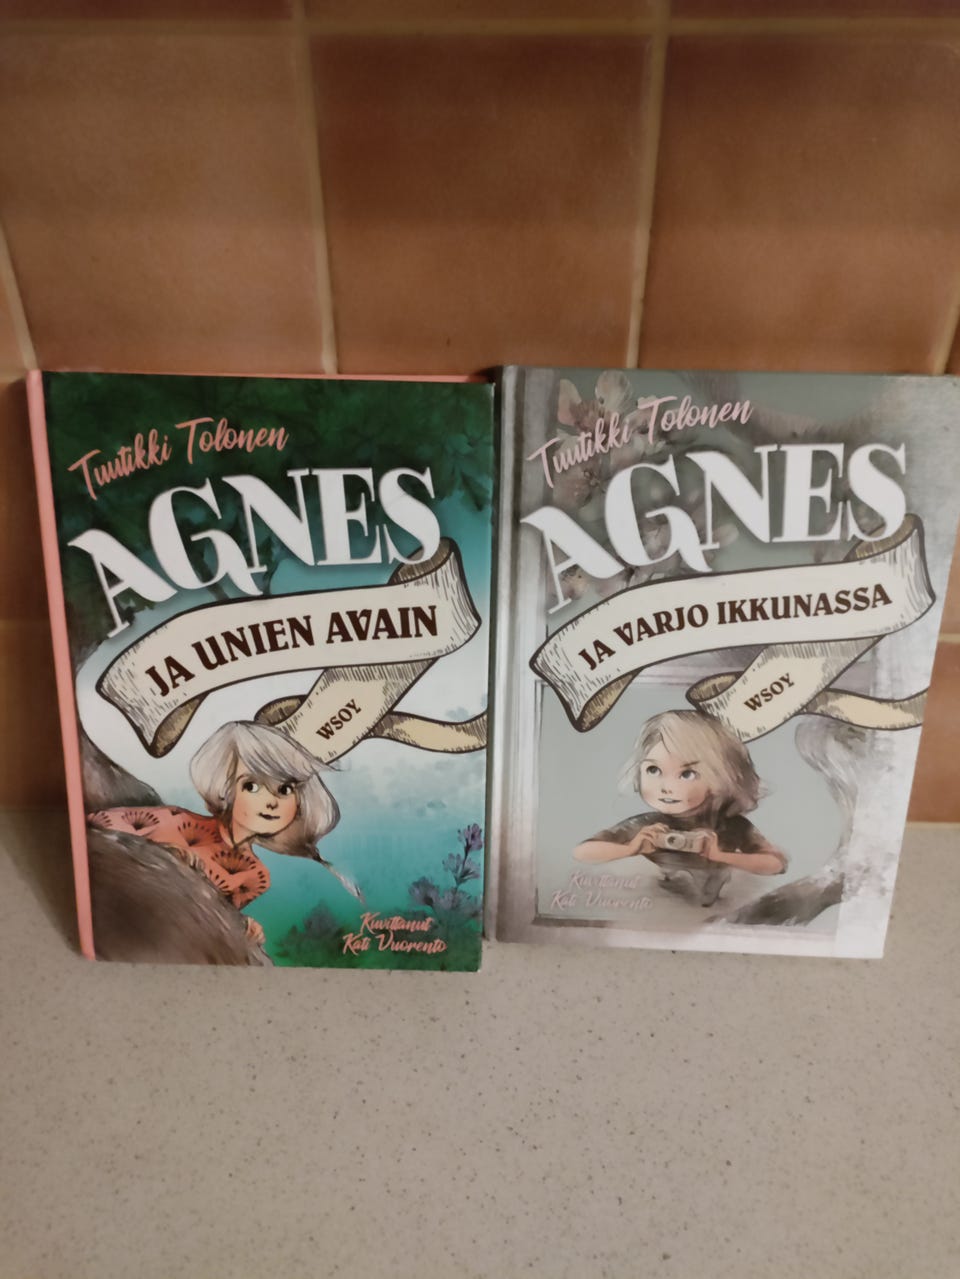 Tuutikki Tolonen
AGNES
JA UNIEN AVAIN
WSOY
Kuvittanut
Kati Vuorento
Tuutikki Tolonen
AGNES
JA VARJO IKKUNASSA
WSOY
Kuvittanut
Kati Vuorento